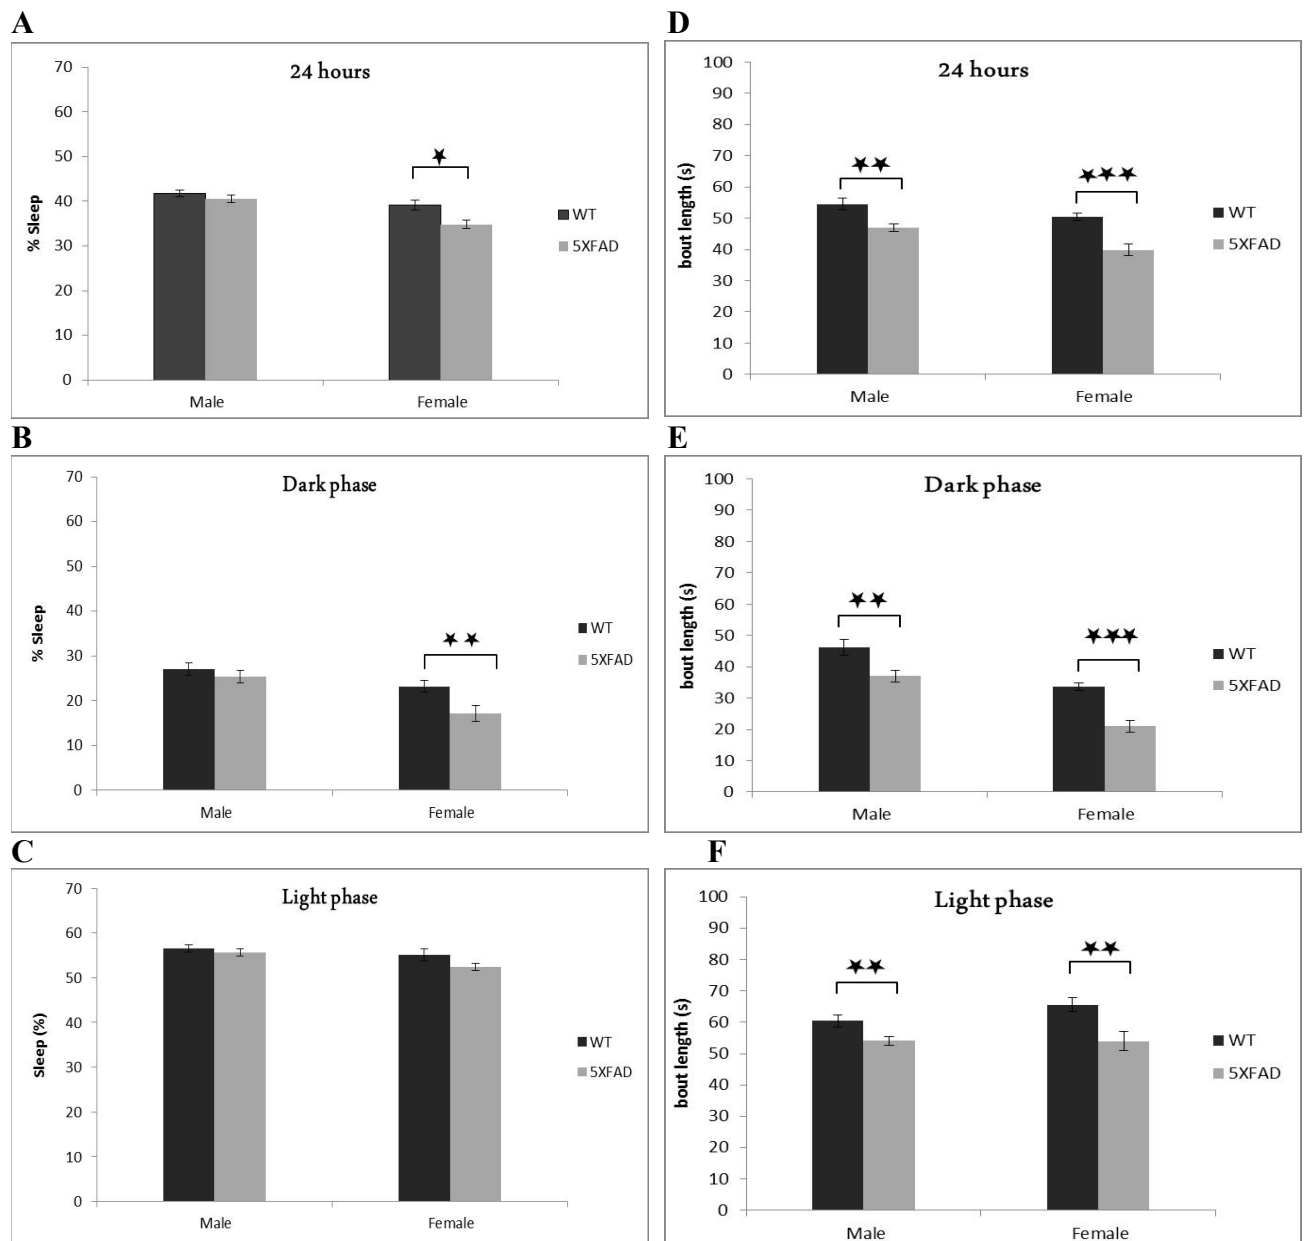 A
24 hours
70
60
50
40
30
20
10
0
% Sleep
Male
Female
WT
5XFAD
D
24 hours
100
90
80
70
60
50
40
30
20
10
0
bout length (s)
Male
Female
WT
5XFAD
B
Dark phase
70
60
50
40
30
20
10
0
% Sleep
Male
Female
WT
5XFAD
E
Dark phase
100
90
80
70
60
50
40
30
20
10
0
bout length (s)
Male
Female
WT
5XFAD
C
Light phase
70
60
50
40
30
20
10
0
Sleep (%)
Male
Female
WT
5XFAD
F
Light phase
100
90
80
70
60
50
40
30
20
10
0
bout length (s)
Male
Female
WT
5XFAD